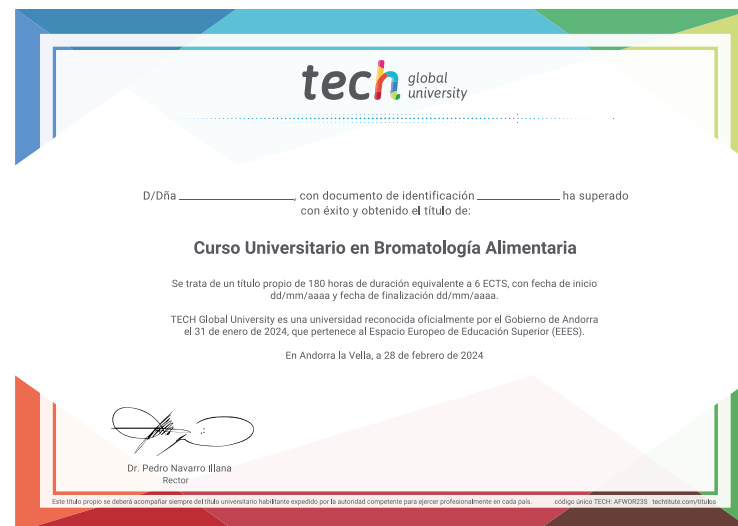 tech global university
D/Dña ____________, con documento de identificación ____________ ha superado
con éxito y obtenido el título de:
Curso Universitario en Bromatología Alimentaria
Se trata de un título propio de 180 horas de duración equivalente a 6 ECTS, con fecha de inicio
dd/mm/aaaa y fecha de finalización dd/mm/aaaa.
TECH Global University es una universidad reconocida oficialmente por el Gobierno de Andorra
el 31 de enero de 2024, que pertenece al Espacio Europeo de Educación Superior (EEES).
En Andorra la Vella, a 28 de febrero de 2024
Dr. Pedro Navarro Illana
Rector
Este título propio se deberá acompañar siempre del título universitario habilitante expedido por la autoridad competente para ejercer profesionalmente en cada país. código único TECH: AFWOR23S techtitute.com/títulos